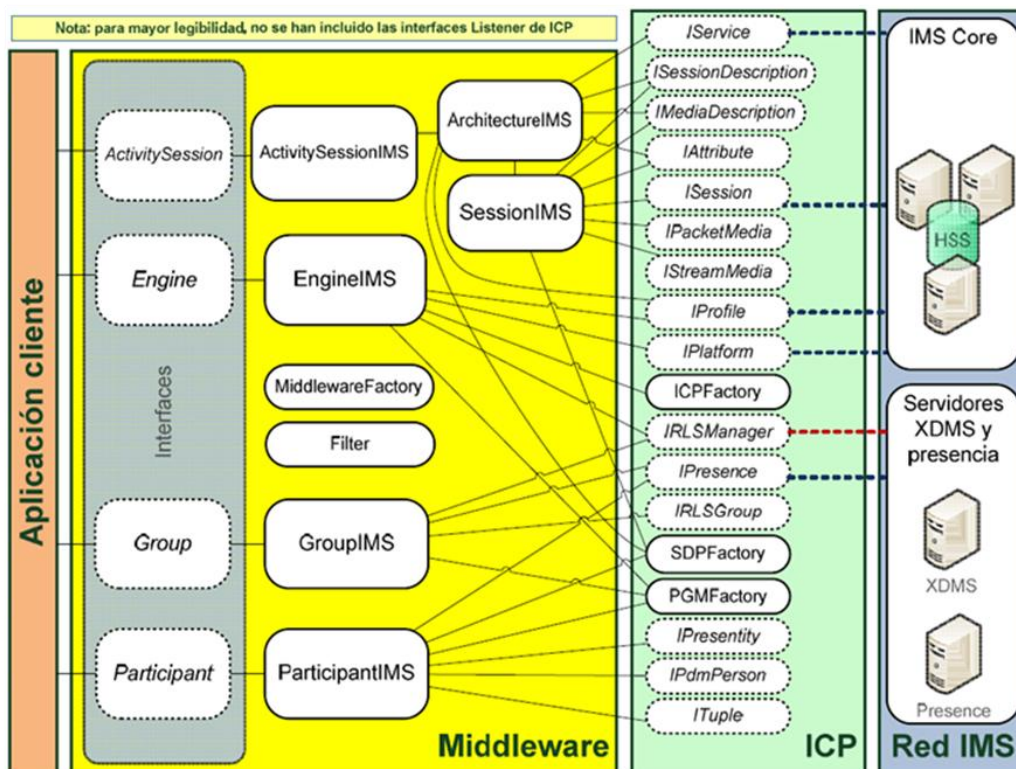 Nota: para mayor legibilidad, no se han incluido las interfaces Listener de ICP
Aplicación cliente
Interfaces
ActivitySession
Engine
Group
Participant
ActivitySessionIMS
EngineIMS
MiddlewareFactory
Filter
GroupIMS
ParticipantIMS
ArchitectureIMS
SessionIMS
Middleware
IService
ISessionDescription
IMediaDescription
IAttribute
ISession
IPacketMedia
IStreamMedia
IProfile
IPlatform
ICPFactory
IRLSManager
IPresence
IRLSGroup
SDPFactory
PGMFactory
IPresentity
IPdmPerson
ITuple
ICP
IMS Core
HSS
Servidores
XDMS y
presencia
XDMS
Presence
Red IMS